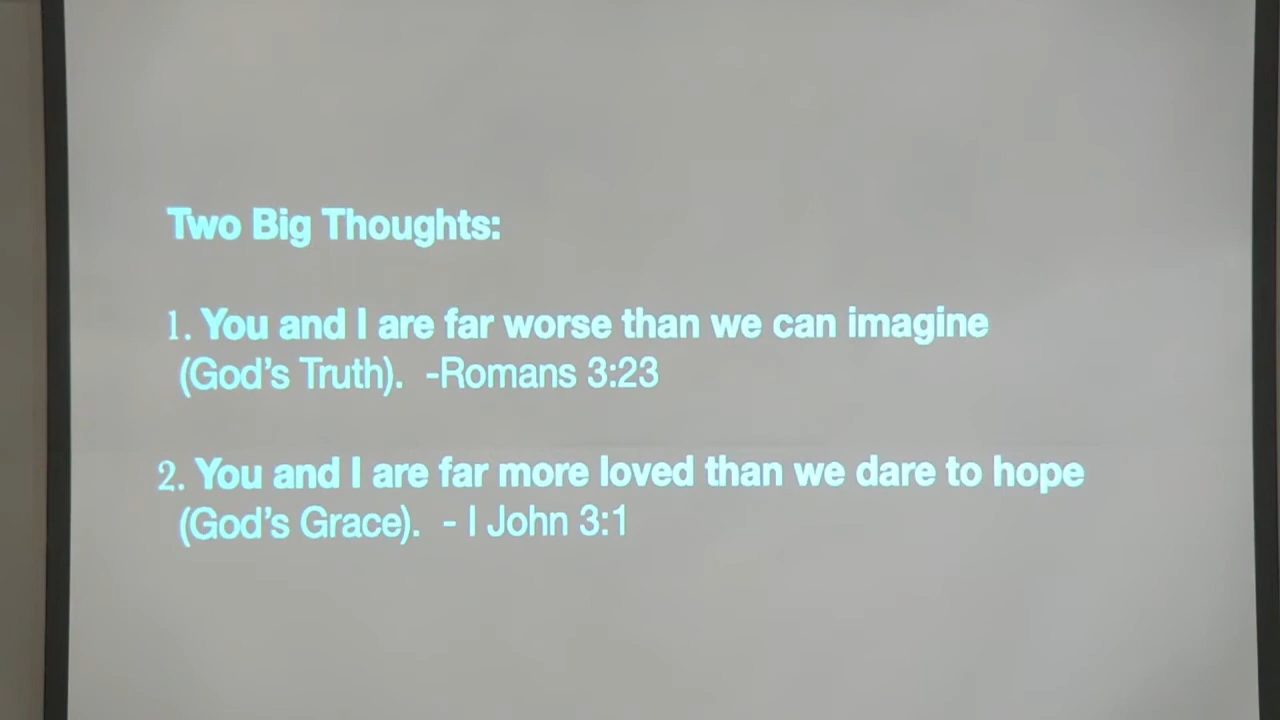 Two Big Thoughts:
1. You and I are far worse than we can imagine
(God's Truth).  -Romans 3:23
2. You and I are far more loved than we dare to hope
(God's Grace).  - I John 3:1